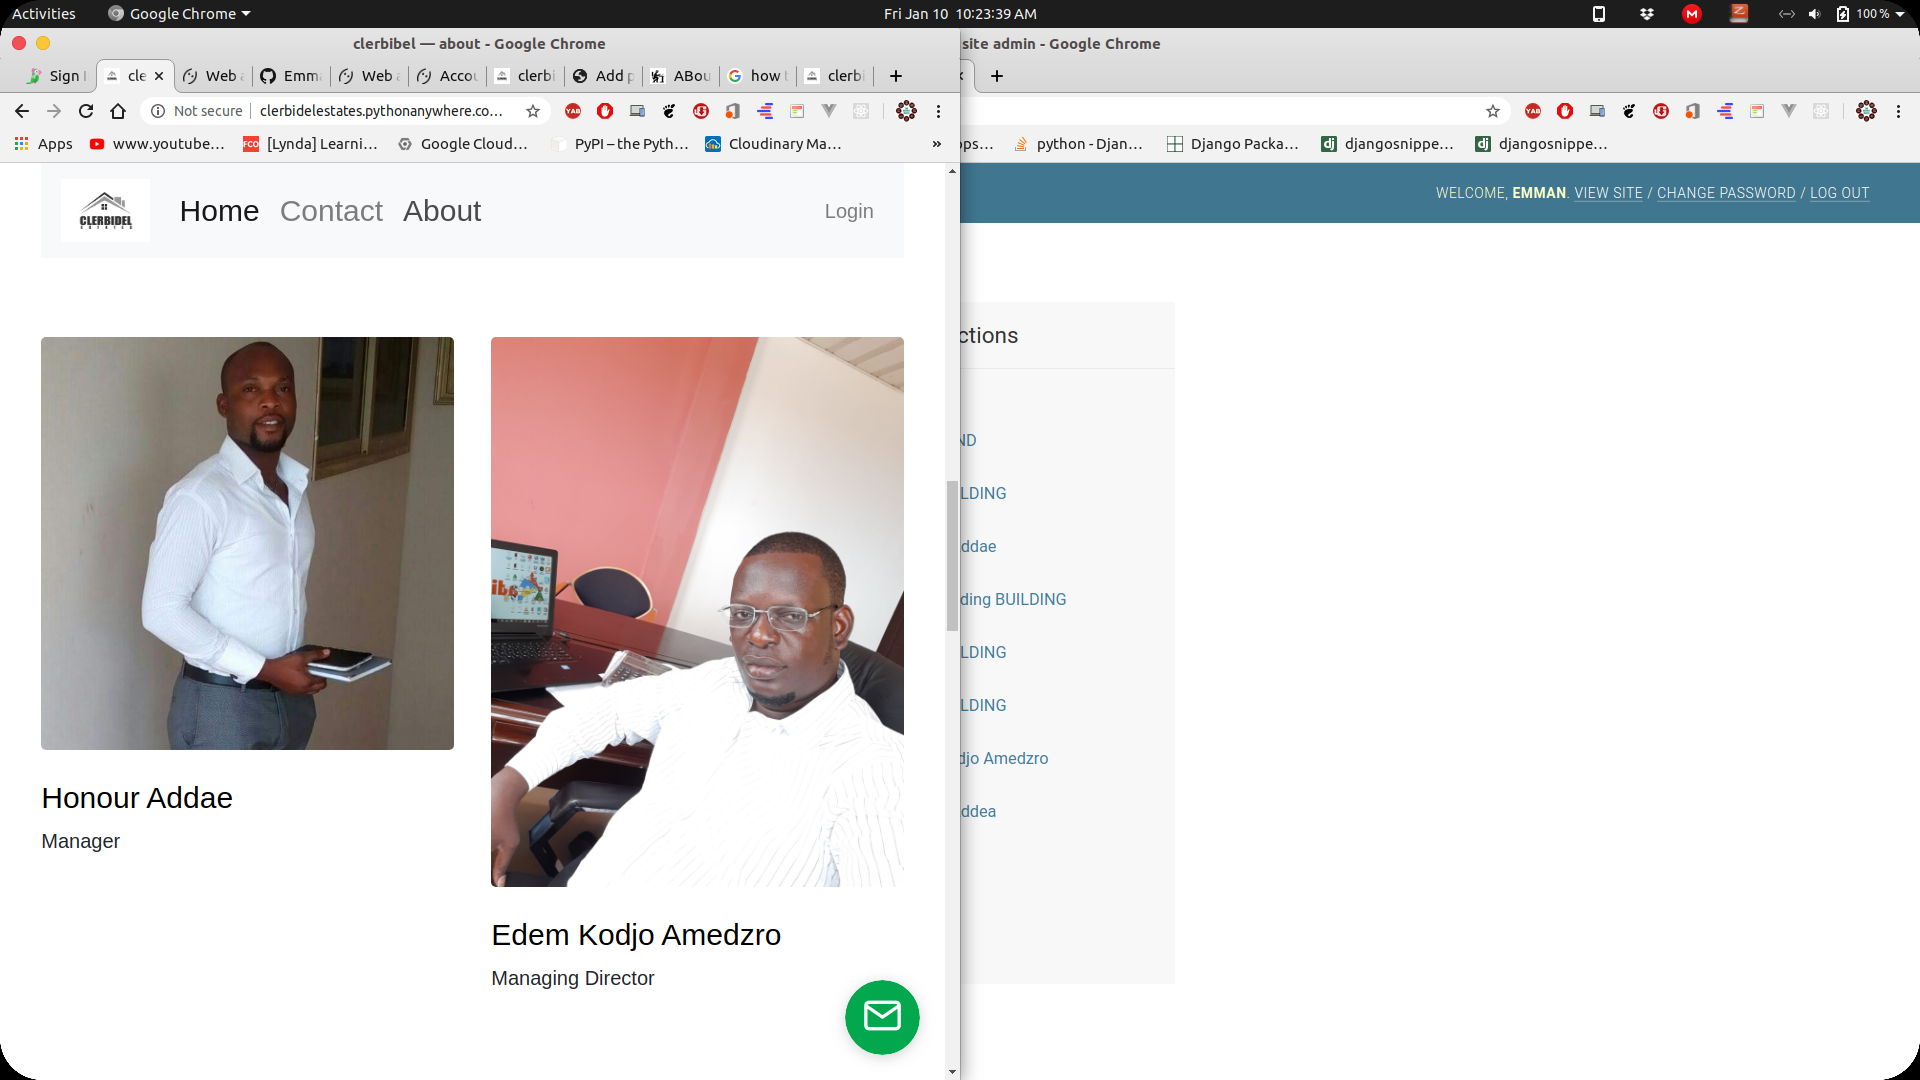 Activities
Google Chrome
Fri Jan 10 10:23:39 AM
100 %
clerbibel — about - Google Chrome
site admin - Google Chrome
Sign
cle
Web
Emm
Web
Accou
clerbi
Add
ABou
how
clerbi
Not secure
clerbidelestates.pythonanywhere.co…
Apps
www.youtube…
[Lynda] Learni…
Google Cloud…
PyPI – the Pyth…
Cloudinary Ma…
»
ops…
python - Djan…
Django Packa…
djangosnippe…
djangosnippe…
CLERBIDEL
ESTATES
Home
Contact
About
Login
WELCOME, EMMAN. VIEW SITE / CHANGE PASSWORD / LOG OUT
ctions
ND
LDING
ddae
ding BUILDING
LDING
LDING
djo Amedzro
ddea
Honour Addae
Manager
Edem Kodjo Amedzro
Managing Director